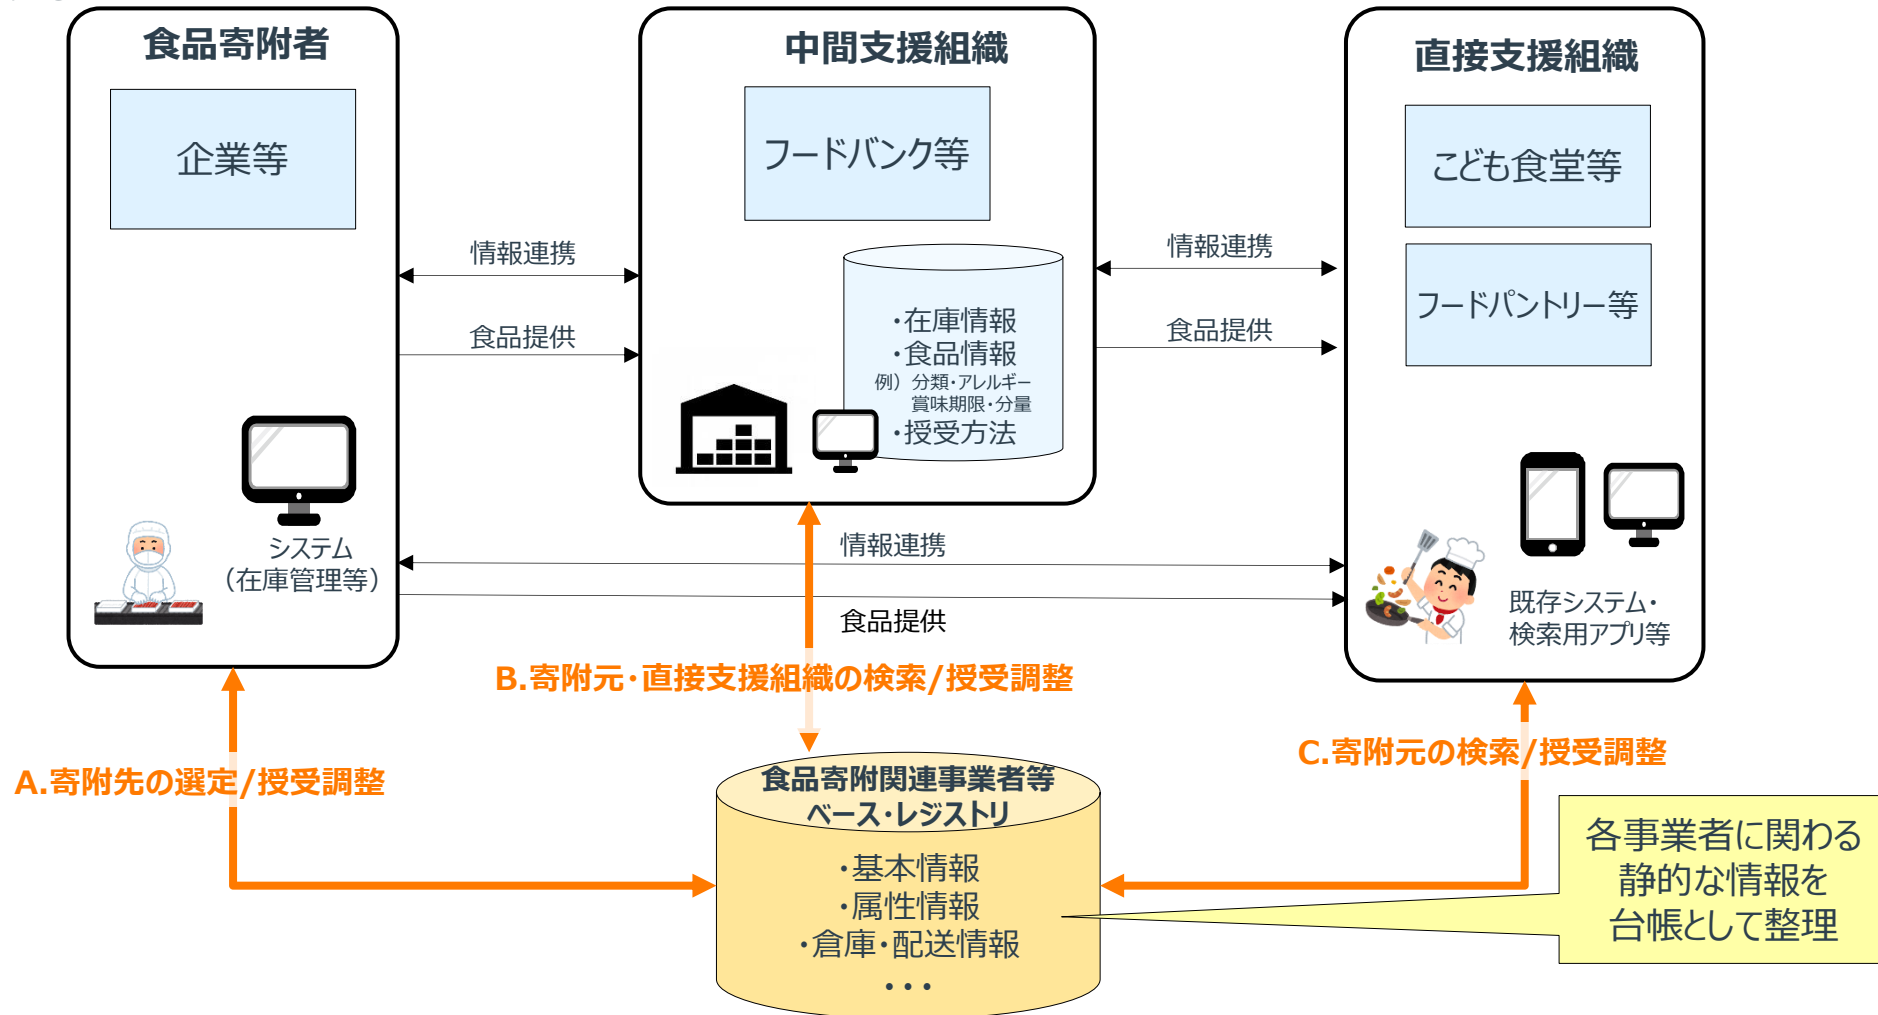 食品寄附者
企業等
システム
（在庫管理等）
中間支援組織
フードバンク等
・在庫情報
・食品情報
例）分類・アレルギー
賞味期限・分量
・授受方法
直接支援組織
こども食堂等
フードパントリー等
既存システム・
検索用アプリ等
情報連携
食品提供
情報連携
食品提供
情報連携
食品提供
A.寄附先の選定/授受調整
B.寄附元・直接支援組織の検索/授受調整
C.寄附元の検索/授受調整
食品寄附関連事業者等
ベース・レジストリ
・基本情報
・属性情報
・倉庫・配送情報
・・・
各事業者に関わる
静的な情報を
台帳として整理